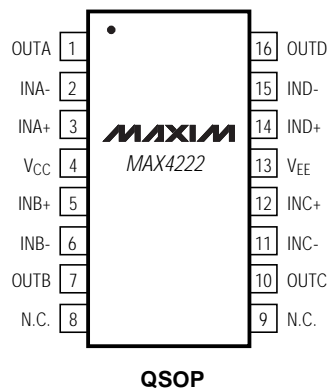 OUTA 1 16 OUTD
INA- 2 15 IND-
INA+ 3 MAXIM 14 IND+
VCC 4 MAX4222 13 VEE
INB+ 5 12 INC+
INB- 6 11 INC-
OUTB 7 10 OUTC
N.C. 8 9 N.C.
QSOP